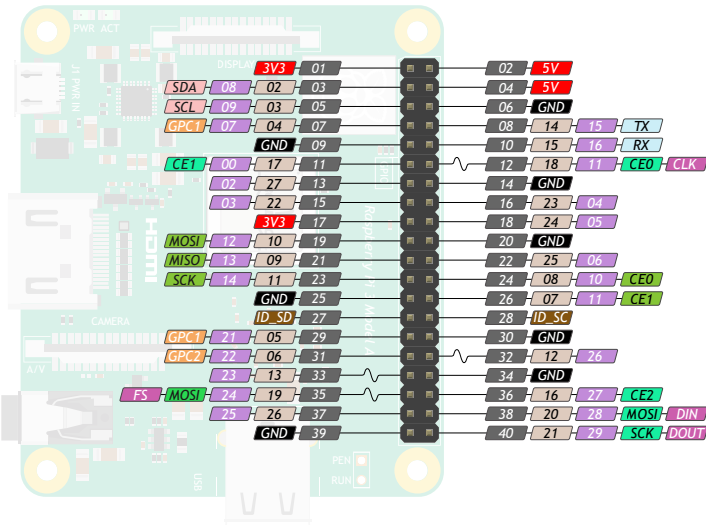 PWR ACT
DISPLAY
J1 PWR IN
3V3 01 02 5V
SDA 08 02 03 04 5V
SCL 09 03 05 06 GND
GPC1 07 04 07 08 14 15 TX
GND 09 10 15 16 RX
CE1 00 17 11 12 18 11 CE0 CLK
02 27 13 14 GND
03 22 15 16 23 04
3V3 17 18 24 05
MOSI 12 10 19 20 GND
MISO 13 09 21 22 25 06
SCK 14 11 23 24 08 10 CE0
GND 25 26 07 11 CE1
ID_SD 27 28 ID_SC
GPC1 21 05 29 30 GND
GPC2 22 06 31 32 12 26
23 13 33 34 GND
FS MOSI 24 19 35 36 16 27 CE2
25 26 37 38 20 28 MOSI DIN
GND 39 40 21 29 SCK DOUT
GPIO
HDMI
CAMERA
A/V
USB
PEN
RUN